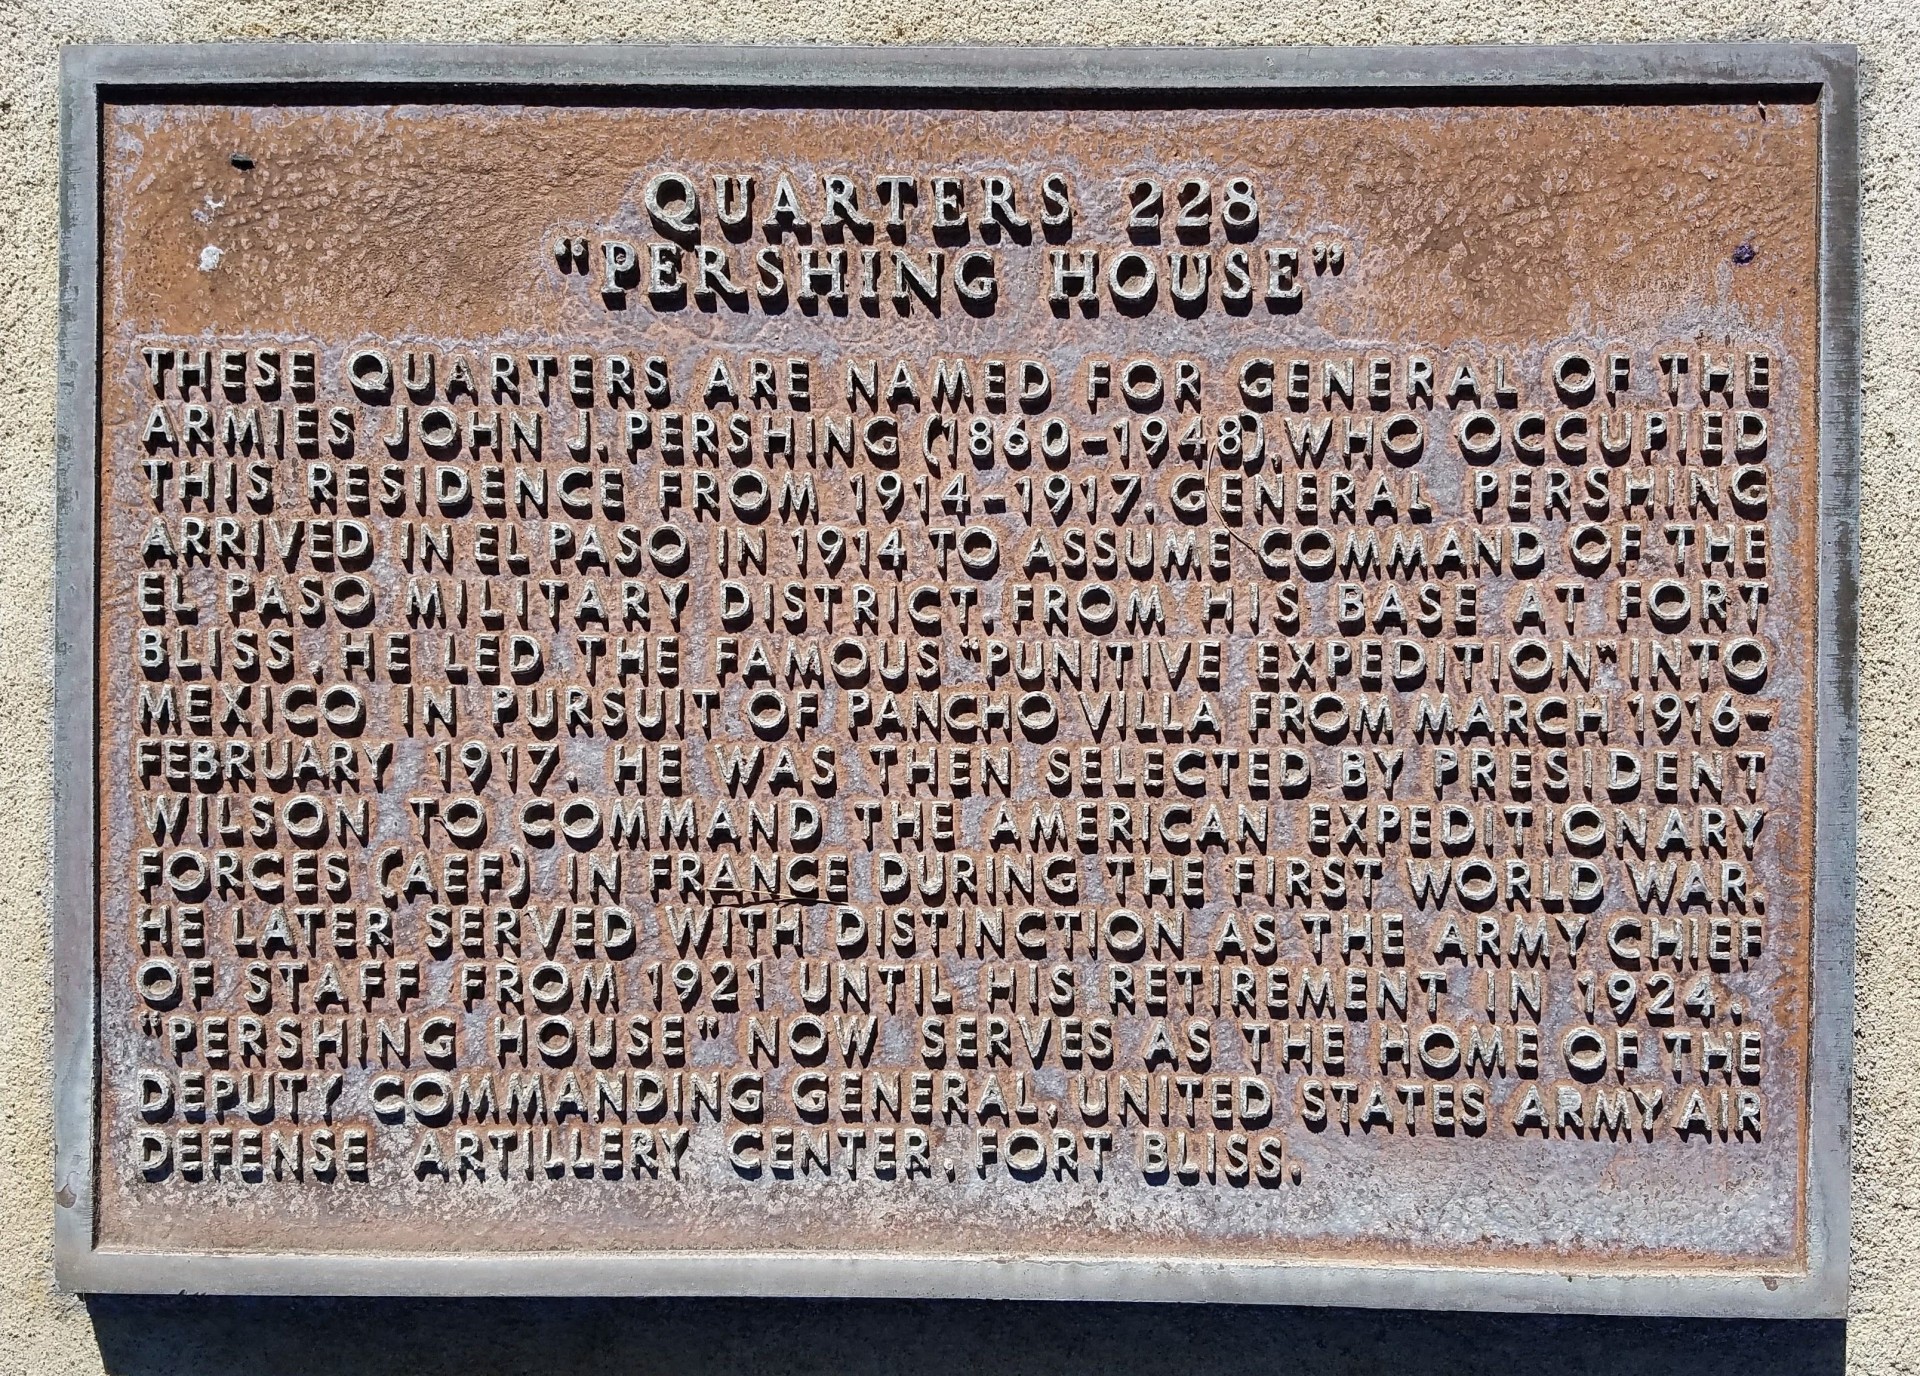 QUARTERS 228
"PERSHING HOUSE"
THESE QUARTERS ARE NAMED FOR GENERAL OF THE
ARMIES JOHN J. PERSHING (1860-1948), WHO OCCUPIED
THIS RESIDENCE FROM 1914-1917. GENERAL PERSHING
ARRIVED IN EL PASO IN 1914 TO ASSUME COMMAND OF THE
EL PASO MILITARY DISTRICT. FROM HIS BASE AT FORT
BLISS, HE LED THE FAMOUS "PUNITIVE EXPEDITION" INTO
MEXICO IN PURSUIT OF PANCHO VILLA FROM MARCH 1916-
FEBRUARY 1917. HE WAS THEN SELECTED BY PRESIDENT
WILSON TO COMMAND THE AMERICAN EXPEDITIONARY
FORCES (AEF) IN FRANCE DURING THE FIRST WORLD WAR.
HE LATER SERVED WITH DISTINCTION AS THE ARMY CHIEF
OF STAFF FROM 1921 UNTIL HIS RETIREMENT IN 1924.
"PERSHING HOUSE" NOW SERVES AS THE HOME OF THE
DEPUTY COMMANDING GENERAL, UNITED STATES ARMY AIR
DEFENSE ARTILLERY CENTER, FORT BLISS.